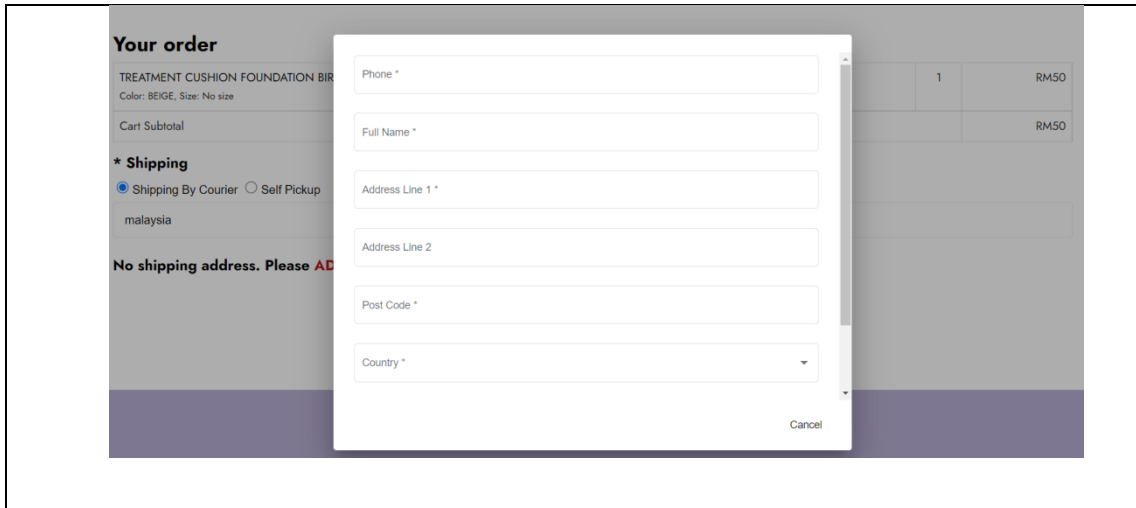 Your order
TREATMENT CUSHION FOUNDATION 1 RM50
Color: BEIGE, Size: No size
Cart Subtotal RM50
* Shipping
Shipping By Courier Self Pickup
malaysia
No shipping address. Please
Phone *
Full Name *
Address Line 1 *
Address Line 2
Post Code *
Country *
Cancel